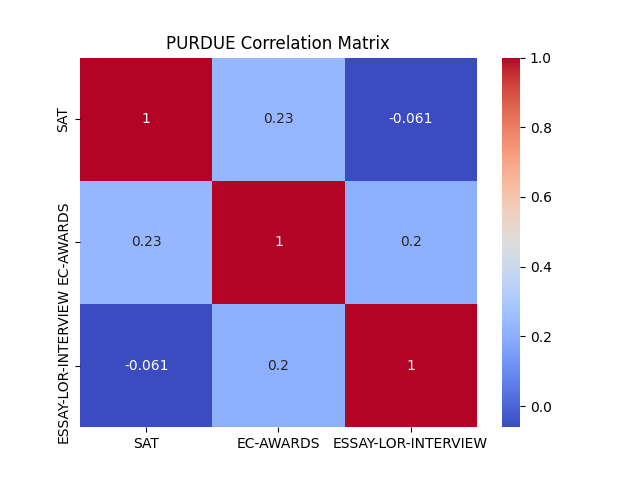 PURDUE Correlation Matrix
SAT
1
0.23
-0.061
EC-AWARDS
0.23
1
0.2
ESSAY-LOR-INTERVIEW
-0.061
0.2
1
SAT
EC-AWARDS
ESSAY-LOR-INTERVIEW
1.0
0.8
0.6
0.4
0.2
0.0